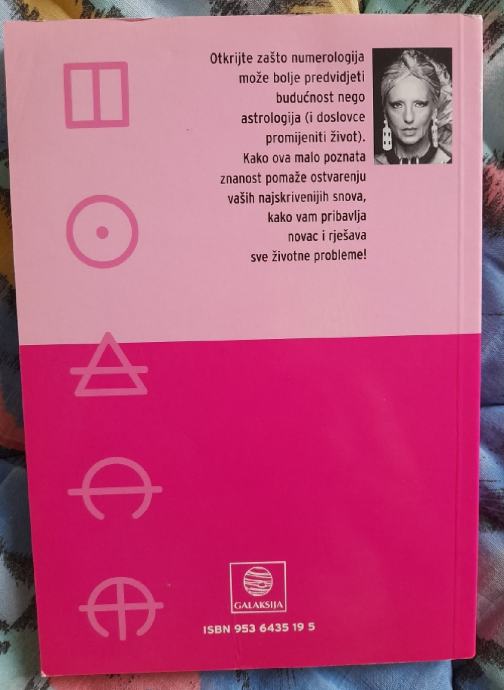 Otkrijte zašto numerologija
može bolje predvidjeti
budućnost nego
astrologija (i doslovce
promijeniti život).
Kako ova malo poznata
znanost pomaže ostvarenju
vaših najskrivenijih snova,
kako vam pribavlja
novac i rješava
sve životne probleme!
GALAKSIJA
ISBN 953 6435 19 5